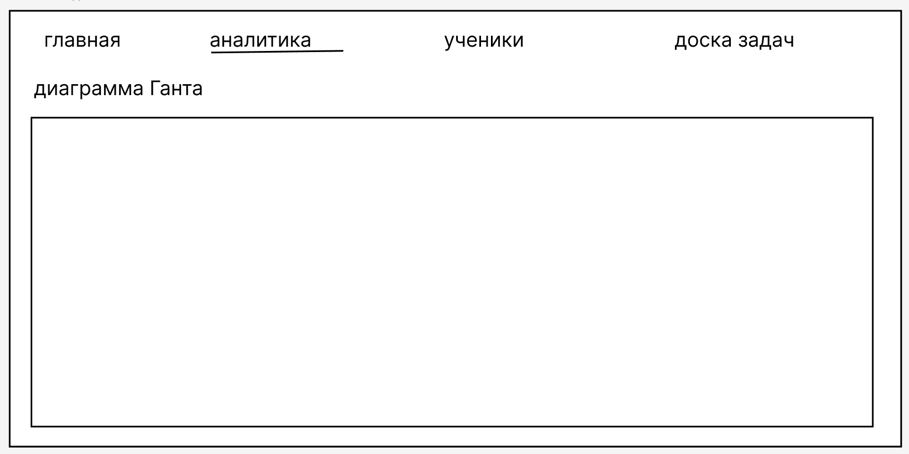 главная аналитика ученики доска задач
диаграмма Ганта